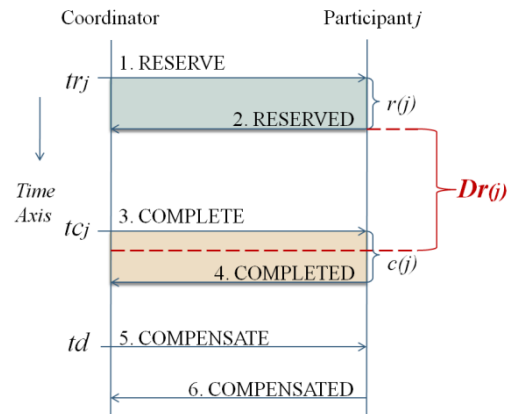 Coordinator Participant j
1. RESERVE
trj
r(j)
2. RESERVED
Dr(j)
Time
Axis
3. COMPLETE
tcj
c(j)
4. COMPLETED
td 5. COMPENSATE
6. COMPENSATED